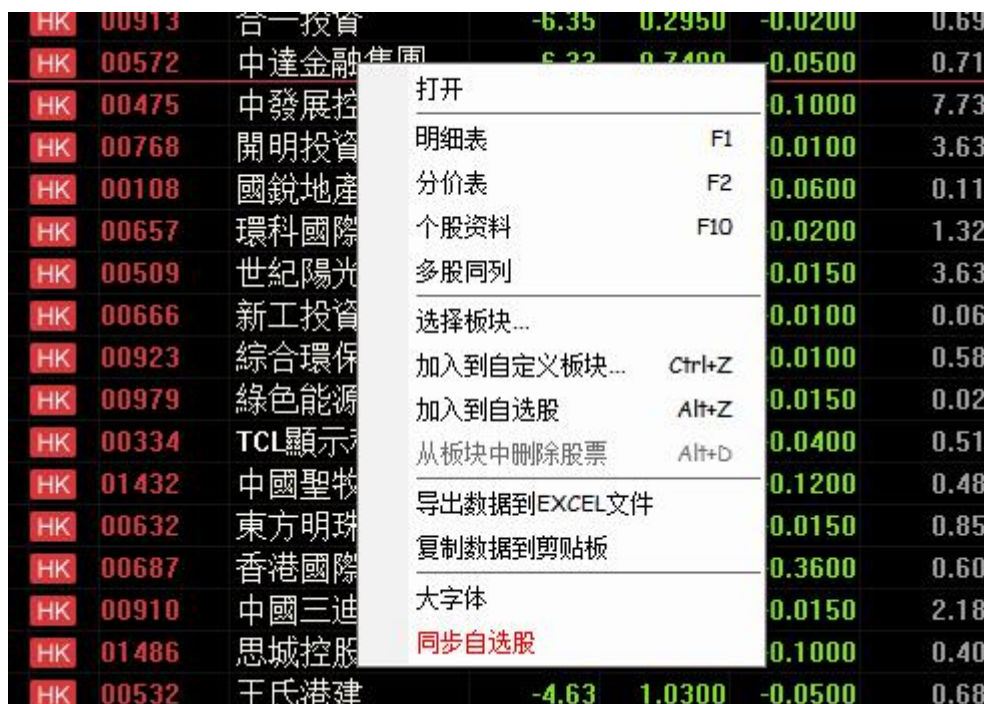 HK 00913 合一投資 -6.35 0.2950 -0.0200 0.69
HK 00572 中達金融集團 -6.33 0.7400 -0.0500 0.71
打开
HK 00475 中發展控 0.1000 7.73
明细表 F1
HK 00768 開明投資 0.0100 3.63
分价表 F2
HK 00108 國銳地產 0.0600 0.11
个股资料 F10
HK 00657 環科國際 0.0200 1.32
多股同列
HK 00509 世紀陽光 0.0150 3.63
选择板块...
HK 00666 新工投資 0.0100 0.06
加入到自定义板块... Ctrl+Z
HK 00923 綜合環保 0.0100 0.58
加入到自选股 Alt+Z
HK 00979 綠色能源 0.0150 0.02
从板块中删除股票 Alt+D
HK 00334 TCL顯示 0.0400 0.51
HK 01432 中國聖牧 0.1200 0.48
导出数据到EXCEL文件
HK 00632 東方明珠 0.0150 0.85
复制数据到剪贴板
HK 00687 香港國際 0.3600 0.60
大字体
HK 00910 中國三迪 0.0150 2.18
同步自选股
HK 01486 思城控股 0.1000 0.40
HK 00532 王氏港建 -4.63 1.0300 -0.0500 0.68